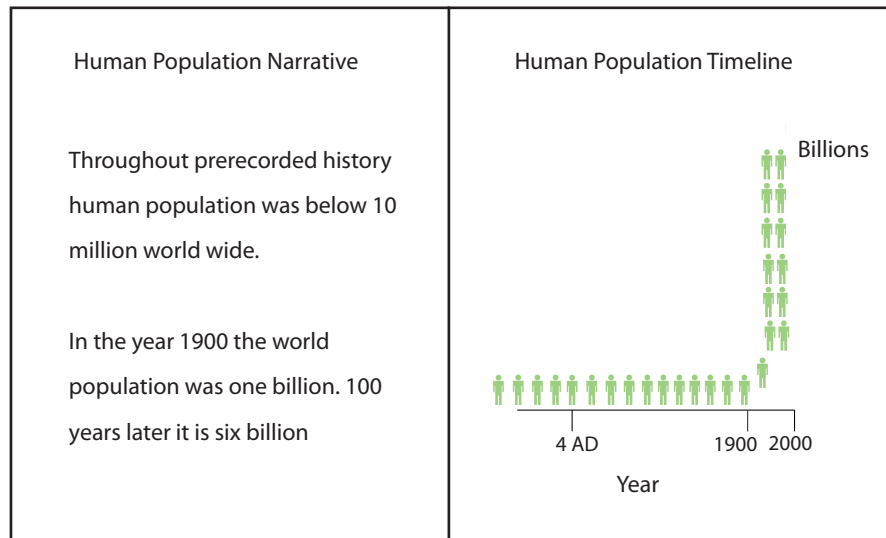 Human Population Narrative
Throughout prerecorded history
human population was below 10
million world wide.
In the year 1900 the world
population was one billion. 100
years later it is six billion
Human Population Timeline
Billions
4 AD
1900
2000
Year